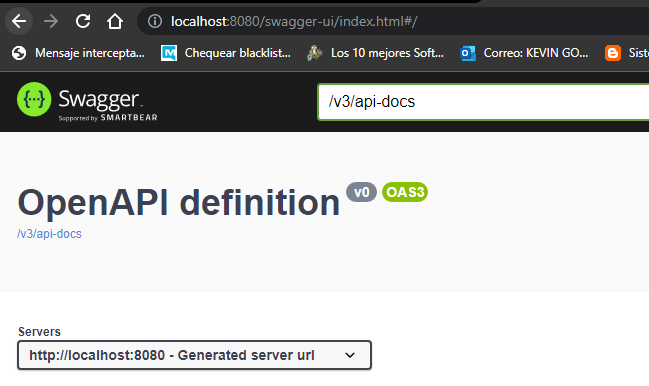 localhost:8080/swagger-ui/index.html#/
Mensaje intercepta... Chequear blacklist... Los 10 mejores Soft... Correo: KEVIN GO... Siste
Swagger.
Supported by SMARTBEAR
/v3/api-docs
OpenAPI definition v0 OAS3
/v3/api-docs
Servers
http://localhost:8080 - Generated server url